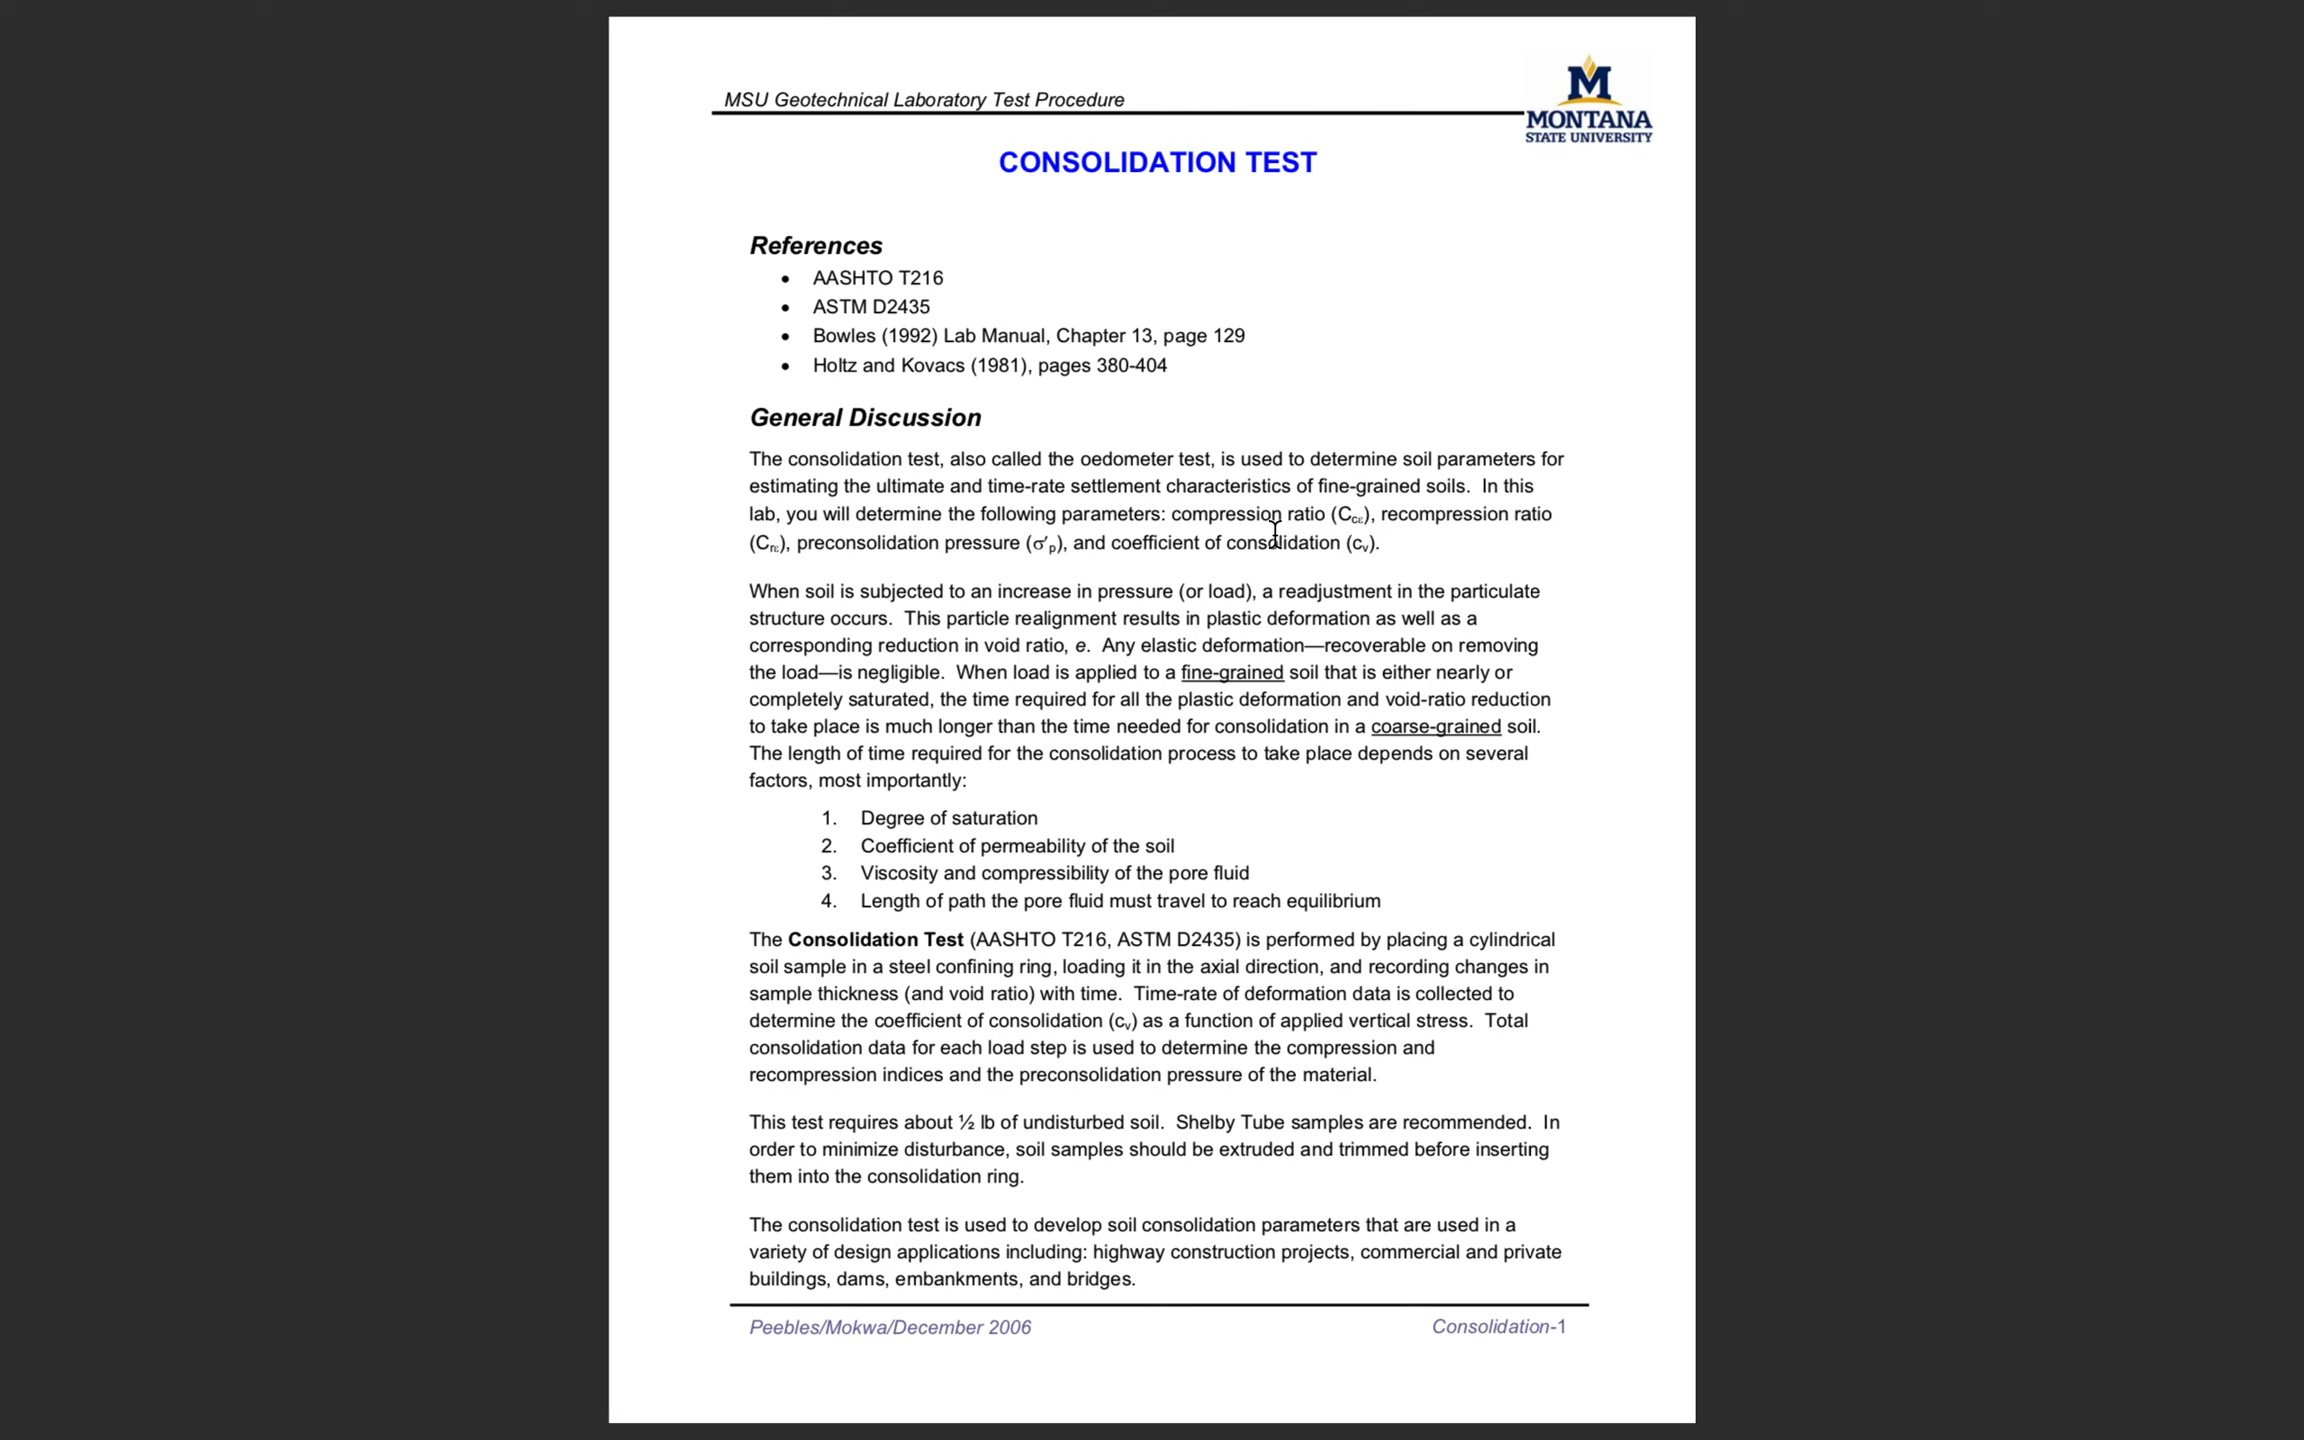 MSU Geotechnical Laboratory Test Procedure
M
MONTANA
STATE UNIVERSITY
CONSOLIDATION TEST
References
• AASHTO T216
• ASTM D2435
• Bowles (1992) Lab Manual, Chapter 13, page 129
• Holtz and Kovacs (1981), pages 380-404
General Discussion
The consolidation test, also called the oedometer test, is used to determine soil parameters for
estimating the ultimate and time-rate settlement characteristics of fine-grained soils.  In this
lab, you will determine the following parameters: compression ratio (Ccε), recompression ratio
(Crε), preconsolidation pressure (σ′p), and coefficient of consolidation (cv).
When soil is subjected to an increase in pressure (or load), a readjustment in the particulate
structure occurs.  This particle realignment results in plastic deformation as well as a
corresponding reduction in void ratio, e.  Any elastic deformation—recoverable on removing
the load—is negligible.  When load is applied to a fine-grained soil that is either nearly or
completely saturated, the time required for all the plastic deformation and void-ratio reduction
to take place is much longer than the time needed for consolidation in a coarse-grained soil.
The length of time required for the consolidation process to take place depends on several
factors, most importantly:
1. Degree of saturation
2. Coefficient of permeability of the soil
3. Viscosity and compressibility of the pore fluid
4. Length of path the pore fluid must travel to reach equilibrium
The Consolidation Test (AASHTO T216, ASTM D2435) is performed by placing a cylindrical
soil sample in a steel confining ring, loading it in the axial direction, and recording changes in
sample thickness (and void ratio) with time.  Time-rate of deformation data is collected to
determine the coefficient of consolidation (cv) as a function of applied vertical stress.  Total
consolidation data for each load step is used to determine the compression and
recompression indices and the preconsolidation pressure of the material.
This test requires about ½ lb of undisturbed soil.  Shelby Tube samples are recommended.  In
order to minimize disturbance, soil samples should be extruded and trimmed before inserting
them into the consolidation ring.
The consolidation test is used to develop soil consolidation parameters that are used in a
variety of design applications including: highway construction projects, commercial and private
buildings, dams, embankments, and bridges.
Peebles/Mokwa/December 2006
Consolidation-1